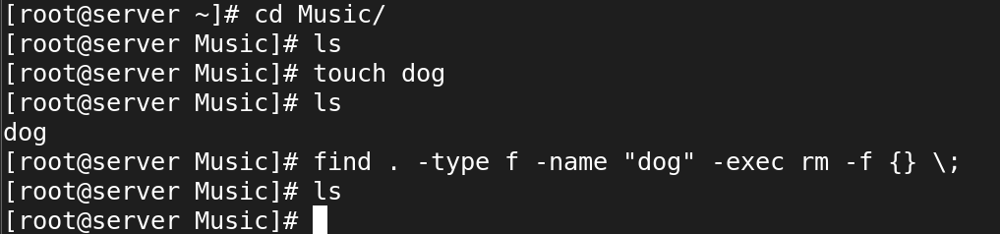 [root@server ~]# cd Music/
[root@server Music]# ls
[root@server Music]# touch dog
[root@server Music]# ls
dog
[root@server Music]# find . -type f -name "dog" -exec rm -f {} \;
[root@server Music]# ls
[root@server Music]#